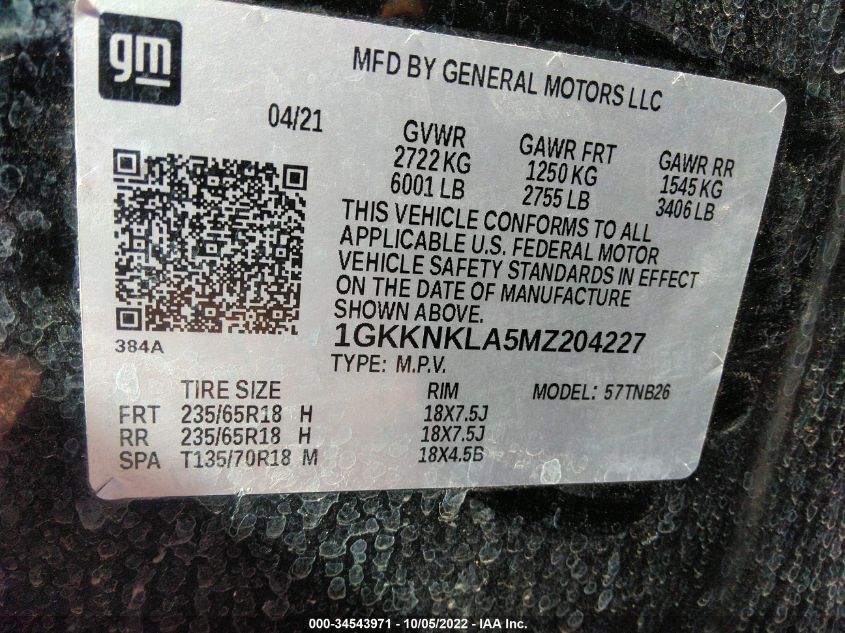 gm
MFD BY GENERAL MOTORS LLC
04/21
GVWR
2722 KG
6001 LB
GAWR FRT
1250 KG
2755 LB
GAWR RR
1545 KG
3406 LB
THIS VEHICLE CONFORMS TO ALL
APPLICABLE U.S. FEDERAL MOTOR
VEHICLE SAFETY STANDARDS IN EFFECT
ON THE DATE OF MANUFACTURE
SHOWN ABOVE.
384A
1GKKNKLA5MZ204227
TYPE: M.P.V.
TIRE SIZE RIM MODEL: 57TNB26
FRT 235/65R18 H 18X7.5J
RR 235/65R18 H 18X7.5J
SPA T135/70R18 M 18X4.5B
000-34543971 - 10/05/2022 - IAA Inc.